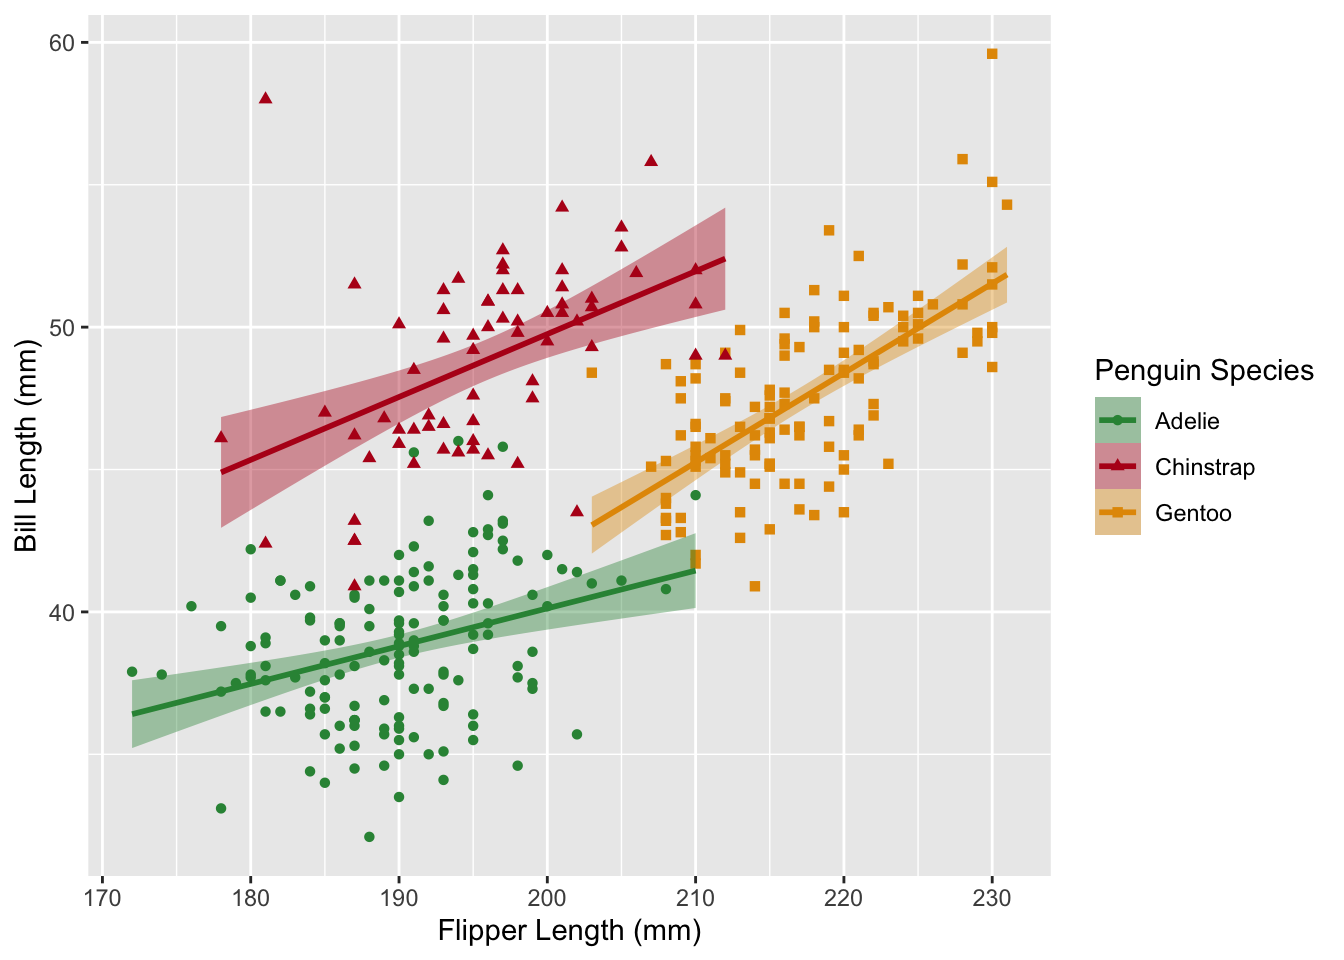 60
50
40
170 180 190 200 210 220 230
Flipper Length (mm)
Bill Length (mm)
Penguin Species
Adelie
Chinstrap
Gentoo